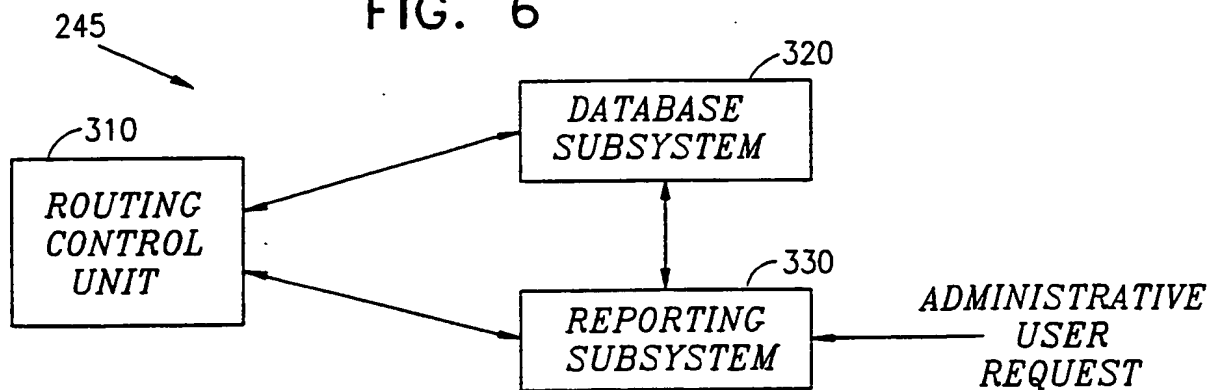 FIG. 6
245
320
DATABASE
SUBSYSTEM
310
ROUTING
CONTROL
UNIT
330
REPORTING
SUBSYSTEM
ADMINISTRATIVE
USER
REQUEST